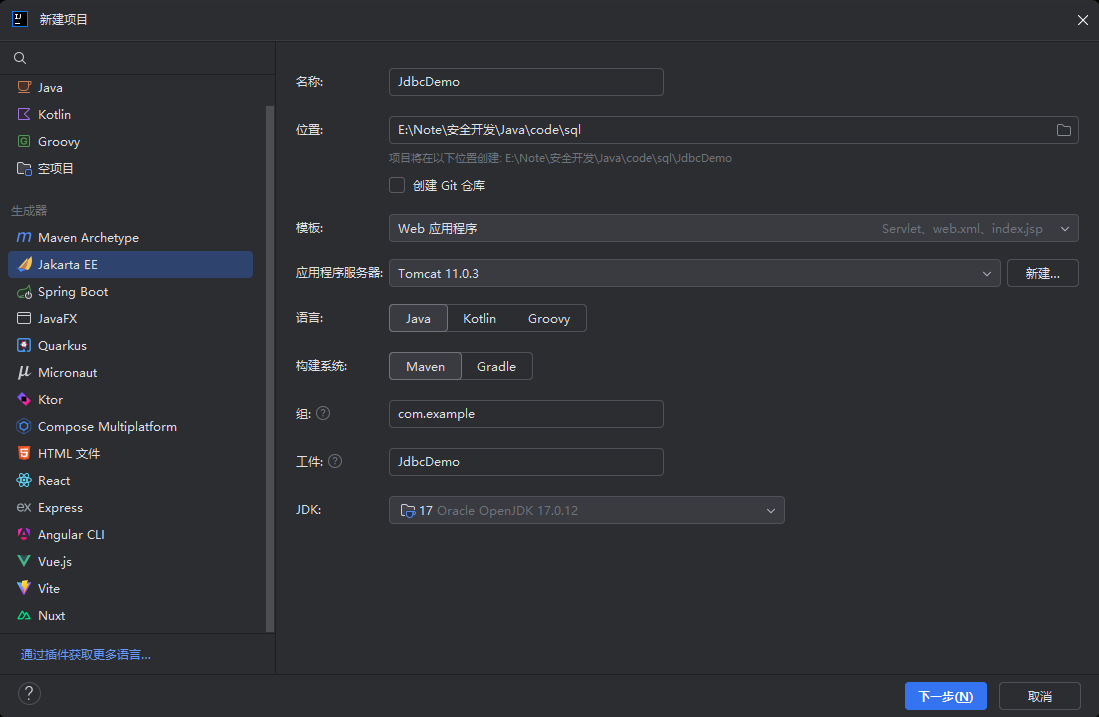 新建项目
Java
Kotlin
Groovy
空项目
生成器
Maven Archetype
Jakarta EE
Spring Boot
JavaFX
Quarkus
Micronaut
Ktor
Compose Multiplatform
HTML 文件
React
Express
Angular CLI
Vue.js
Vite
Nuxt
通过插件获取更多语言...
名称: JdbcDemo
位置: E:\Note\安全开发\Java\code\sql
项目将在以下位置创建: E:\Note\安全开发\Java\code\sql\JdbcDemo
创建 Git 仓库
模板: Web 应用程序 Servlet、web.xml、index.jsp
应用程序服务器: Tomcat 11.0.3 新建...
语言: Java Kotlin Groovy
构建系统: Maven Gradle
组: ? com.example
工件: ? JdbcDemo
JDK: 17 Oracle OpenJDK 17.0.12
? 下一步(N) 取消